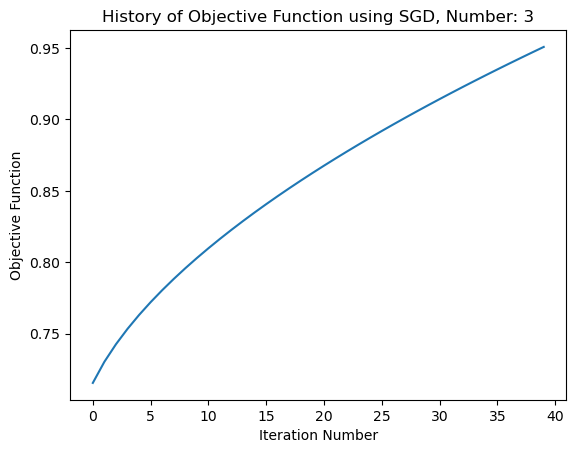 History of Objective Function using SGD, Number: 3
0.95
0.90
0.85
0.80
0.75
Objective Function
0 5 10 15 20 25 30 35 40
Iteration Number